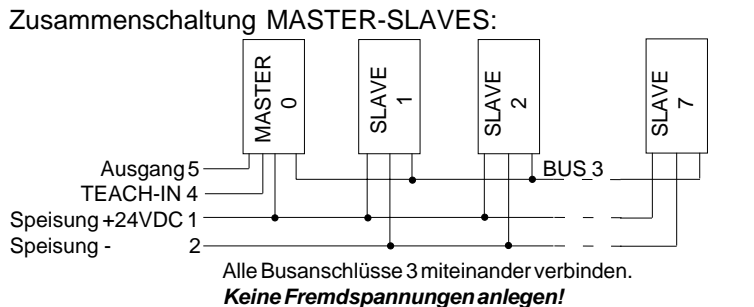 Zusammenschaltung MASTER-SLAVES:
MASTER
0
SLAVE
1
SLAVE
2
SLAVE
7
Ausgang 5
BUS 3
TEACH-IN 4
Speisung +24VDC 1
Speisung - 2
Alle Busanschlüsse 3 miteinander verbinden.
Keine Fremdspannungen anlegen!